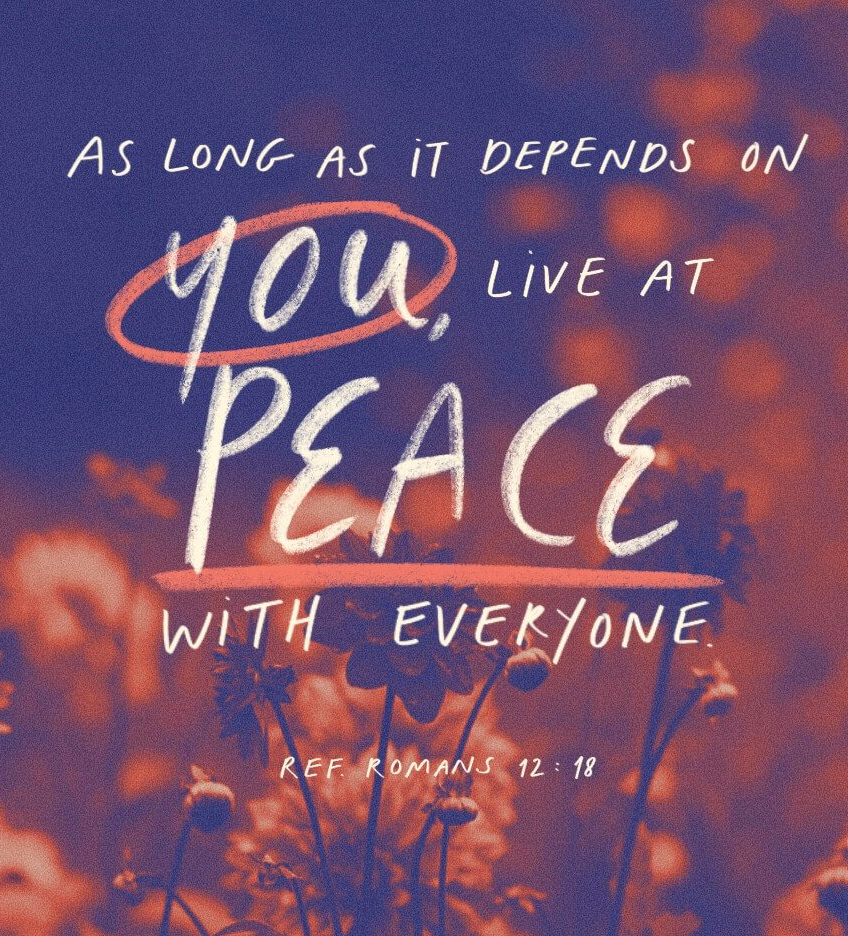 AS LONG AS iT DEPENDS ON
you, LiVE AT
PEACE
WiTH EVERYONE.
REF. ROMANS 12:18